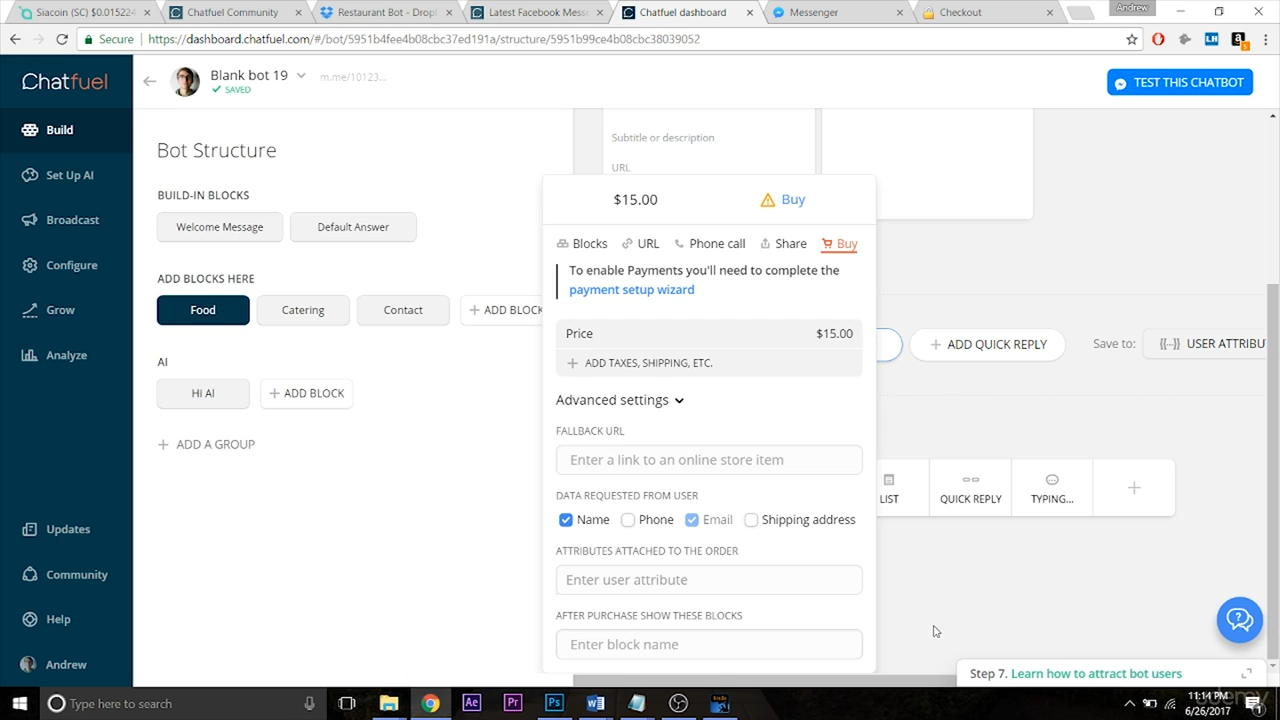 Siacoin (SC) $0.015224
Chatfuel Community
Restaurant Bot - Drop
Latest Facebook Mess
Chatfuel dashboard
Messenger
Checkout
Andrew
Secure
https://dashboard.chatfuel.com/#/bot/5951b4fee4b08cbc37ed191a/structure/5951b99ce4b08cbc38039052
Chatfuel
Blank bot 19
m.me/10123...
SAVED
TEST THIS CHATBOT
Build
Set Up AI
Broadcast
Configure
Grow
Analyze
Updates
Community
Help
Andrew
Bot Structure
BUILD-IN BLOCKS
Welcome Message
Default Answer
ADD BLOCKS HERE
Food
Catering
Contact
+ ADD BLOCK
AI
HI AI
+ ADD BLOCK
+ ADD A GROUP
Subtitle or description
URL
$15.00
Buy
Blocks
URL
Phone call
Share
Buy
To enable Payments you'll need to complete the
payment setup wizard
Price
$15.00
+ ADD TAXES, SHIPPING, ETC.
Advanced settings
FALLBACK URL
Enter a link to an online store item
DATA REQUESTED FROM USER
Name
Phone
Email
Shipping address
ATTRIBUTES ATTACHED TO THE ORDER
Enter user attribute
AFTER PURCHASE SHOW THESE BLOCKS
Enter block name
+ ADD QUICK REPLY
Save to:
{{...}} USER ATTRIBU
LIST
QUICK REPLY
TYPING...
+
Step 7. Learn how to attract bot users
Type here to search
11:14 PM
6/26/2017
udemy